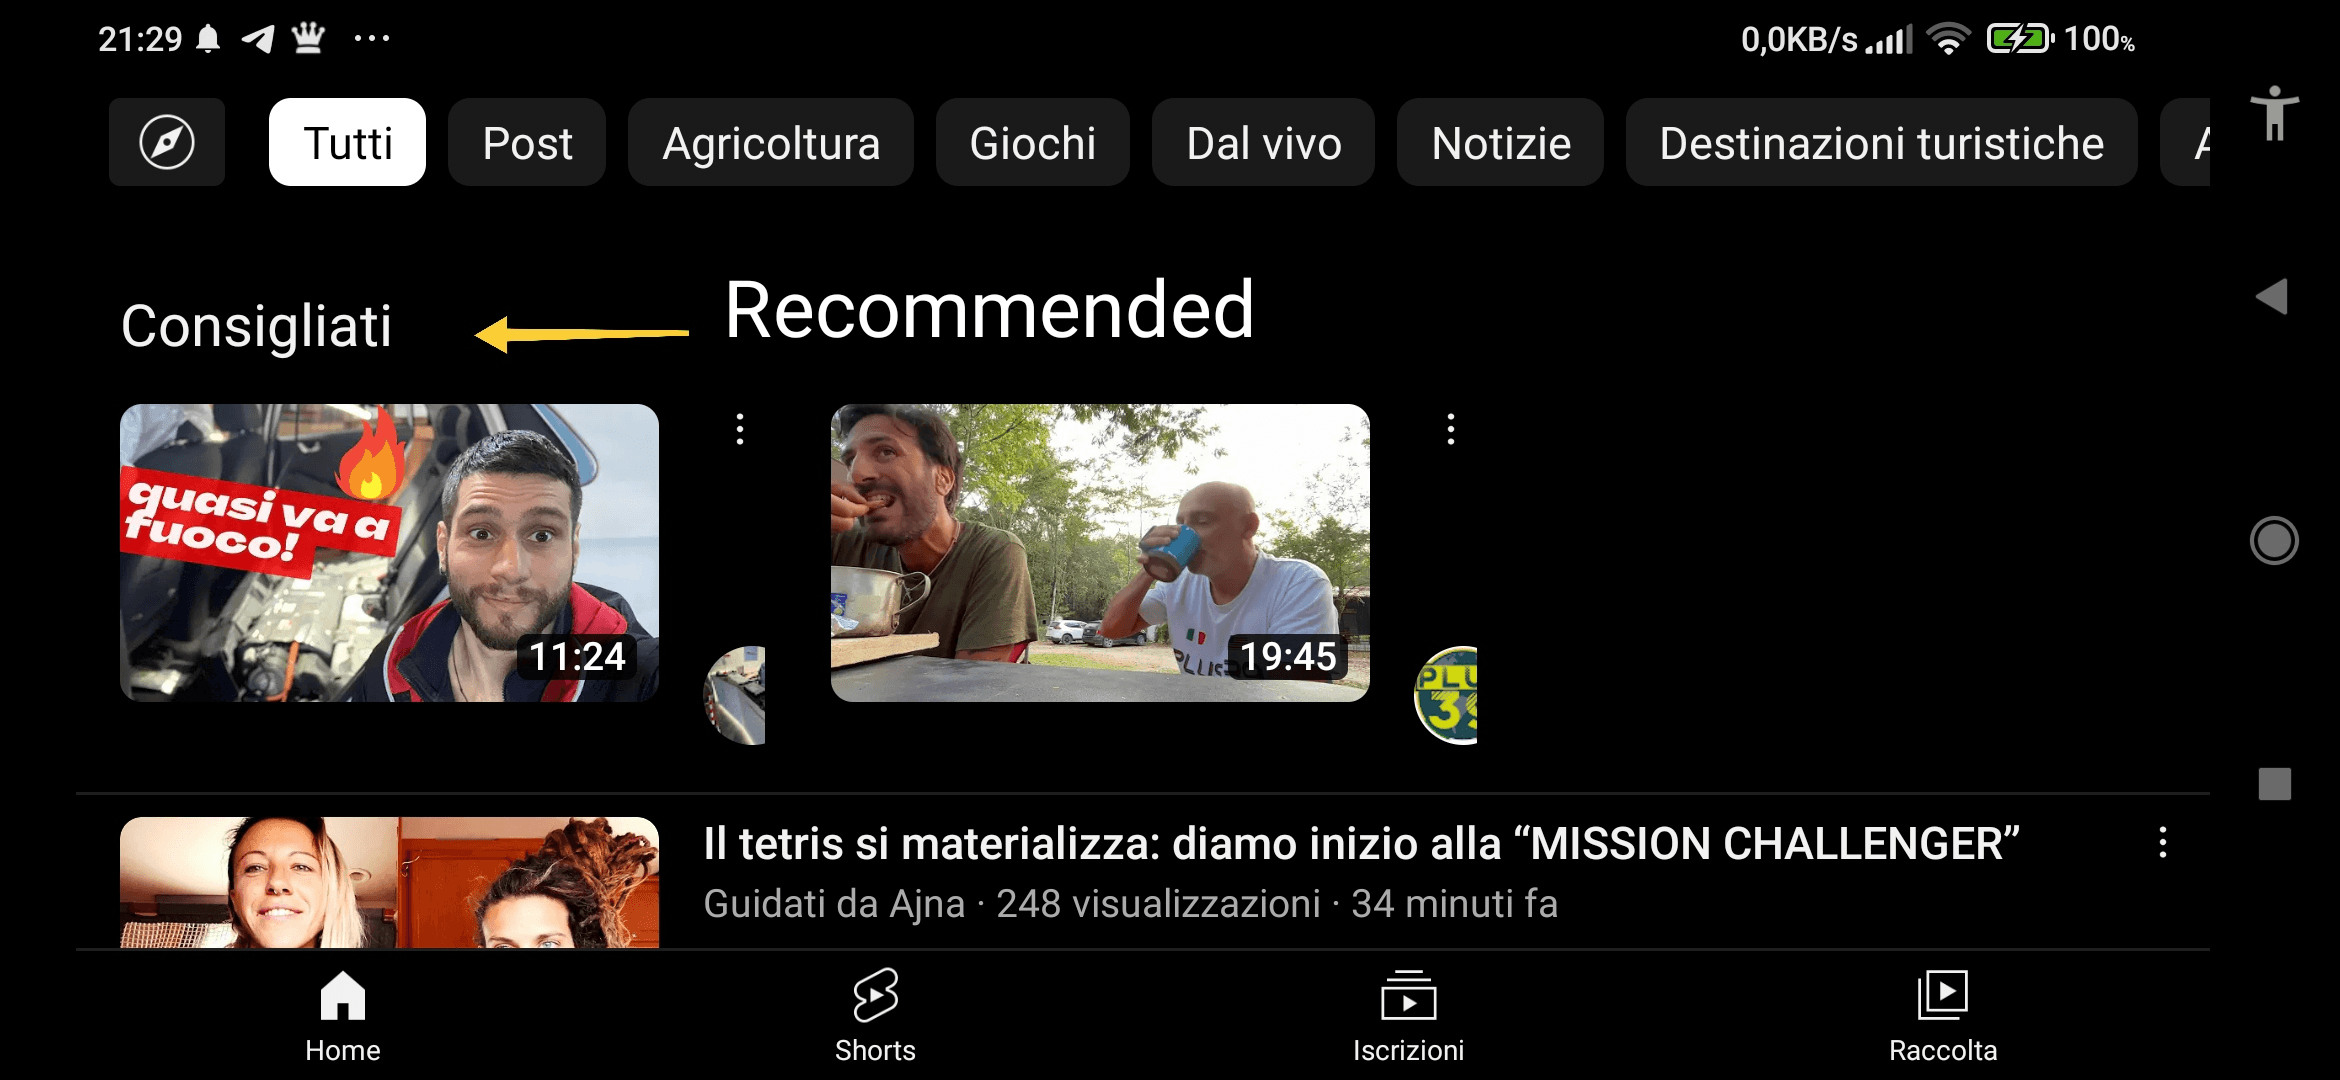 21:29 0,0KB/s 100%
Tutti Post Agricoltura Giochi Dal vivo Notizie Destinazioni turistiche
Consigliati Recommended
quasi va a
fuoco!
11:24
19:45
PLU
39
Il tetris si materializza: diamo inizio alla “MISSION CHALLENGER”
Guidati da Ajna · 248 visualizzazioni · 34 minuti fa
Home Shorts Iscrizioni Raccolta